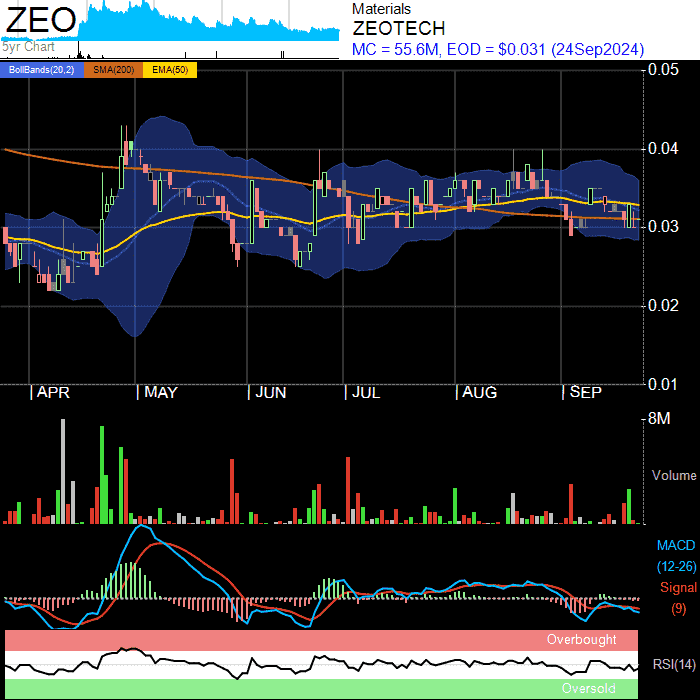 ZEO
5yr Chart
Materials
ZEOTECH
MC = 55.6M, EOD = $0.031 (24Sep2024)
BollBands(20,2) SMA(200) EMA(50)
0.05
0.04
0.03
0.02
0.01
APR MAY JUN JUL AUG SEP
8M
Volume
MACD
(12-26)
Signal
(9)
Overbought
RSI(14)
Oversold